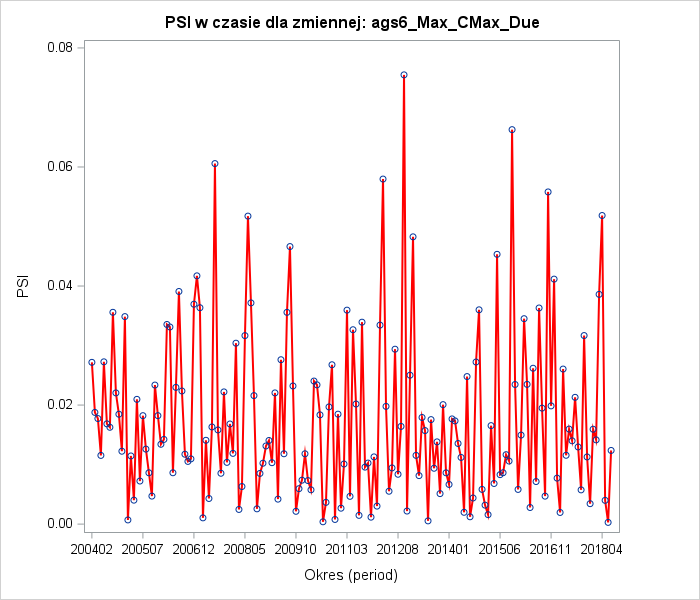 PSI w czasie dla zmiennej: ags6_Max_CMax_Due
0.08
0.06
0.04
0.02
0.00
PSI
200402 200507 200612 200805 200910 201103 201208 201401 201506 201611 201804
Okres (period)